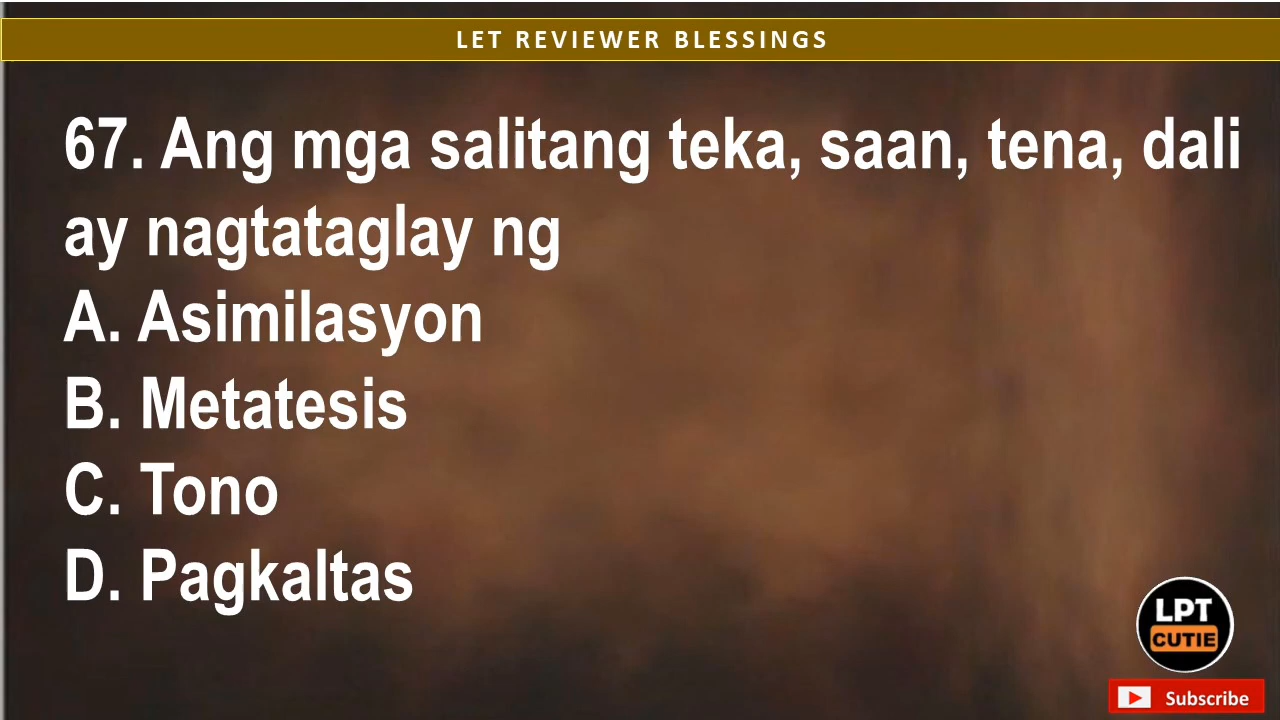 LET REVIEWER BLESSINGS
67. Ang mga salitang teka, saan, tena, dali
ay nagtataglay ng
A. Asimilasyon
B. Metatesis
C. Tono
D. Pagkaltas
LPT
CUTIE
Subscribe